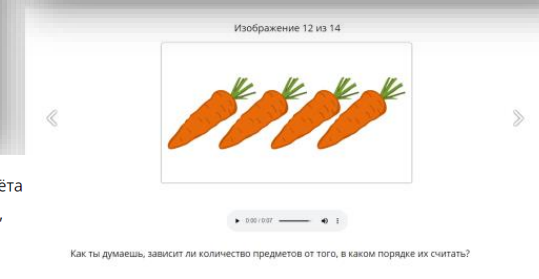 Изображение 12 из 14
0:00 / 0:07
ёта
,
Как ты думаешь, зависит ли количество предметов от того, в каком порядке их считать?